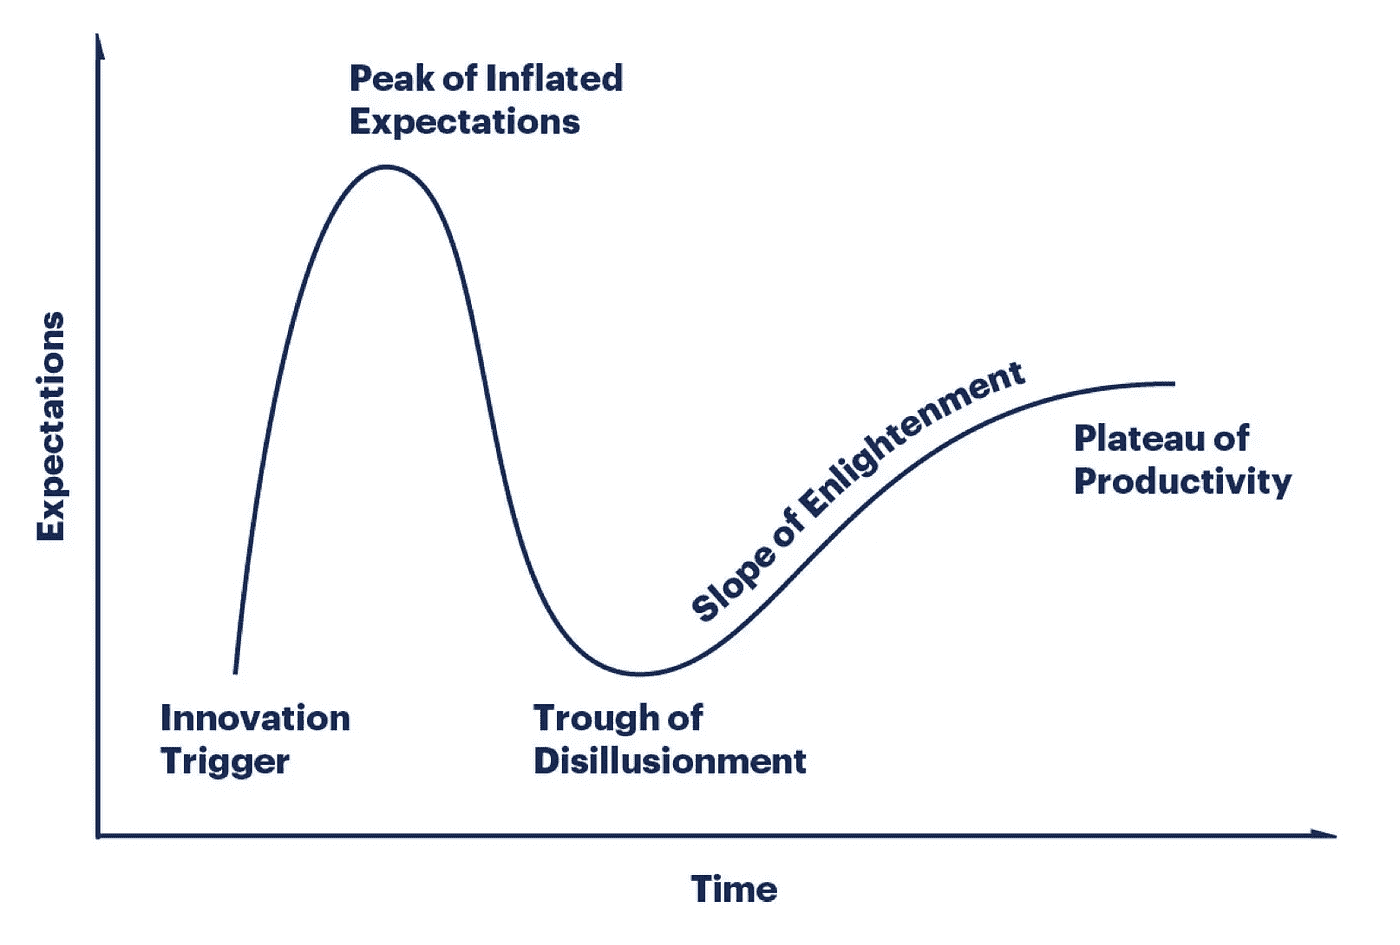 Peak of Inflated
Expectations
Expectations
Slope of Enlightenment
Plateau of
Productivity
Innovation
Trigger
Trough of
Disillusionment
Time